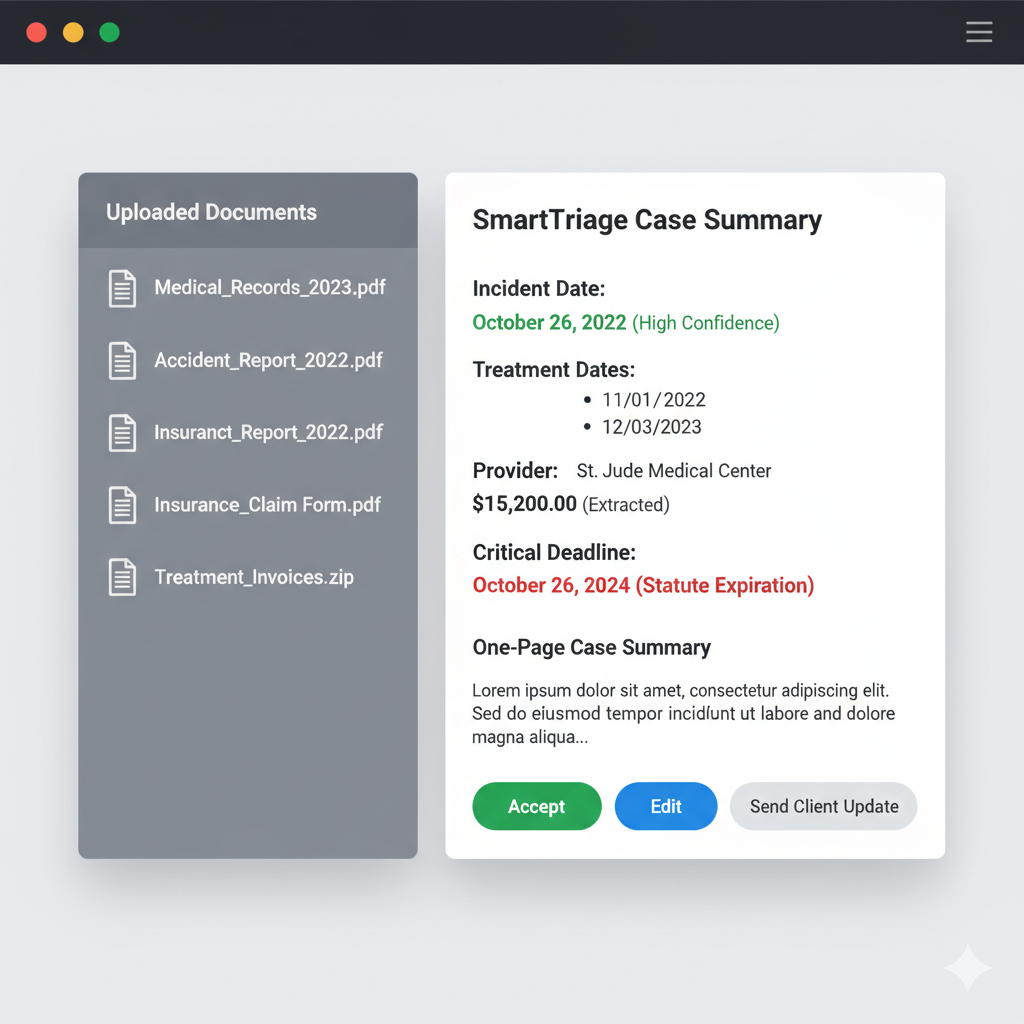 Uploaded Documents
Medical_Records_2023.pdf
Accident_Report_2022.pdf
Insuranct_Report_2022.pdf
Insurance_Claim Form.pdf
Treatment_Invoices.zip
SmartTriage Case Summary
Incident Date:
October 26, 2022 (High Confidence)
Treatment Dates:
• 11/01/2022
• 12/03/2023
Provider: St. Jude Medical Center
$15,200.00 (Extracted)
Critical Deadline:
October 26, 2024 (Statute Expiration)
One-Page Case Summary
Lorem ipsum dolor sit amet, consectetur adipiscing elit.
Sed do eiusmod tempor incidlunt ut labore and dolore
magna aliqua...
Accept
Edit
Send Client Update